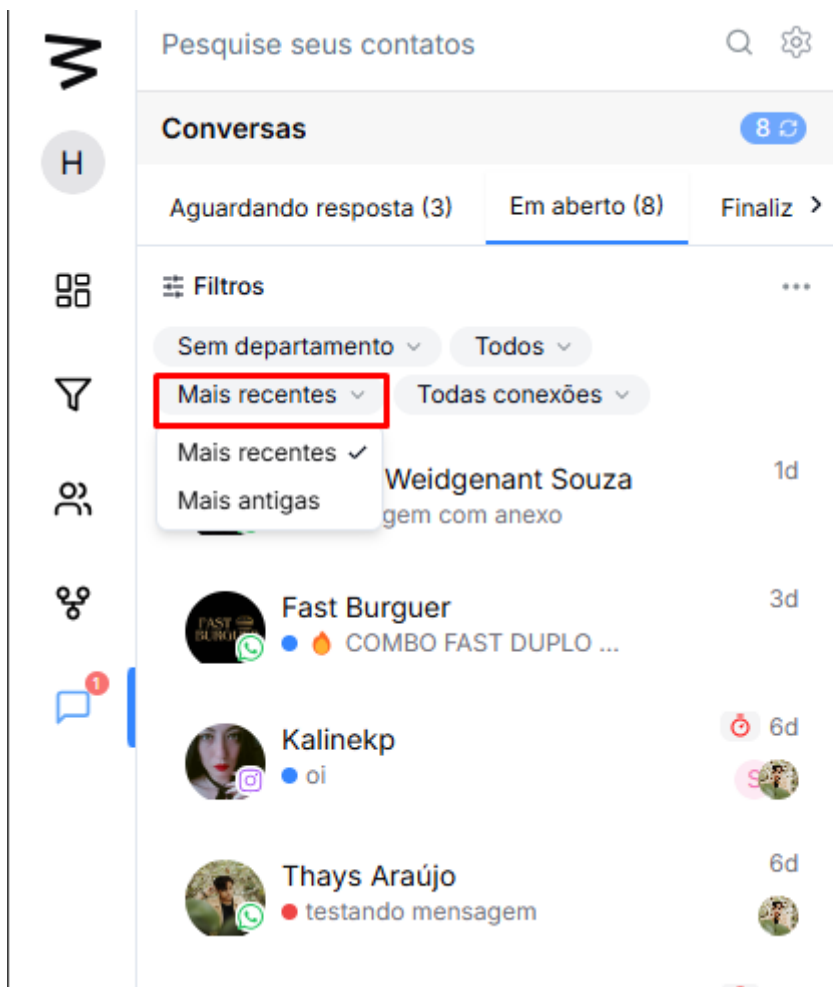 Pesquise seus contatos
H
Conversas
8
Aguardando resposta (3)
Em aberto (8)
Finaliz
Filtros
Sem departamento
Todos
Mais recentes
Todas conexões
Mais recentes
Mais antigas
Weidgenant Souza
1d
gem com anexo
Fast Burguer
3d
FAST
COMBO FAST DUPLO ...
Kalinekp
6d
oi
S
1
Thays Araújo
6d
testando mensagem